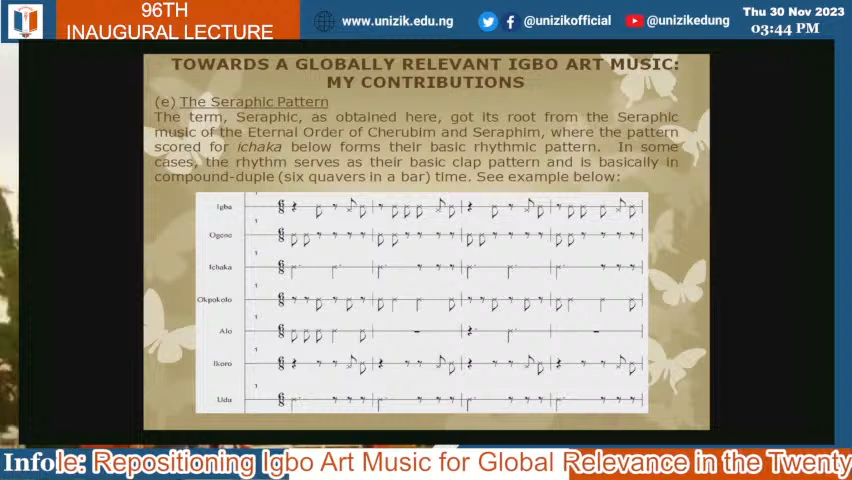 96TH
INAUGURAL LECTURE
www.unizik.edu.ng
@unizikofficial
@unizikedung
Thu 30 Nov 2023
03:44 PM
TOWARDS A GLOBALLY RELEVANT IGBO ART MUSIC:
MY CONTRIBUTIONS
(e) The Seraphic Pattern
The term, Seraphic, as obtained here, got its root from the Seraphic
music of the Eternal Order of Cherubim and Seraphim, where the pattern
scored for ichaka below forms their basic rhythmic pattern. In some
cases, the rhythm serves as their basic clap pattern and is basically in
compound-duple (six quavers in a bar) time. See example below:
Igba
Ogene
Ichaka
Okpokolo
Alo
Ikoro
Udu
Info
le: Repositioning Igbo Art Music for Global Relevance in the Twenty